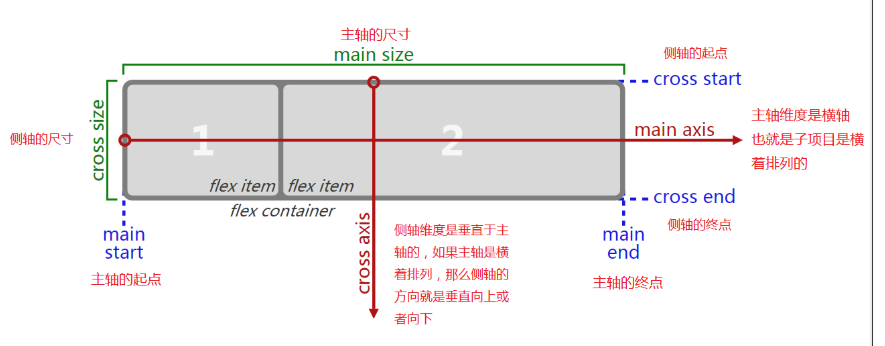 主轴的尺寸
main size
侧轴的起点
cross start
侧轴的尺寸
cross size
1
2
main axis
主轴维度是横轴
也就是子项目是横
着排列的
flex item
flex item
flex container
cross end
侧轴的终点
main
start
主轴的起点
cross axis
侧轴维度是垂直于主
轴的，如果主轴是横
着排列，那么侧轴的
方向就是垂直向上或
者向下
main
end
主轴的终点